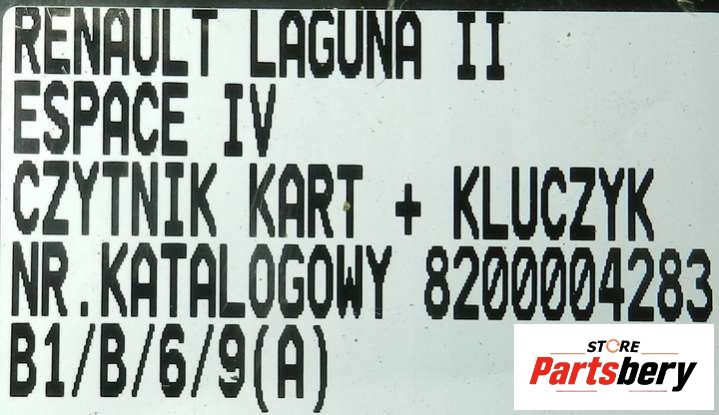 RENAULT LAGUNA II
ESPACE IV
CZYTNIK KART + KLUCZYK
NR.KATALOGOWY 8200004283
B1/B/6/9(A)
STORE
Partsbery